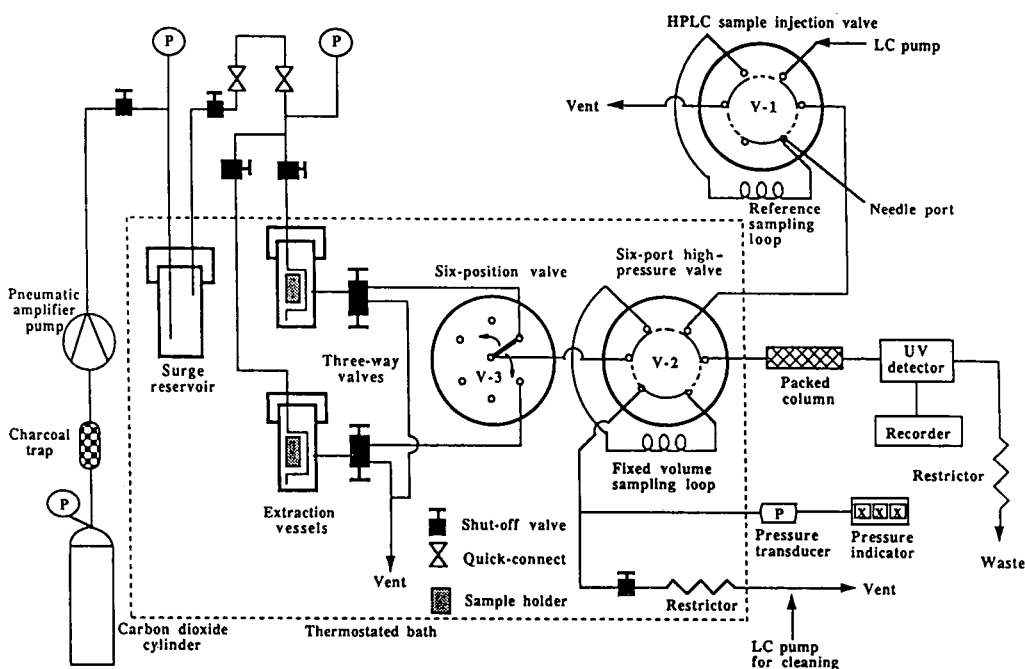 HPLC sample injection valve
P
P
LC pump
Vent
V-1
Needle port
Reference
sampling
loop
Six-port high-
pressure valve
Six-position valve
Pneumatic
amplifier
pump
Surge
reservoir
Three-way
valves
V-3
V-2
UV
detector
Packed
column
Recorder
Charcoal
trap
Fixed volume
sampling loop
Restrictor
P
Extraction
vessels
Shut-off valve
P
X X X
Pressure
transducer
Pressure
indicator
Quick-connect
Waste
Vent
Sample holder
Restrictor
Vent
Carbon dioxide
cylinder
Thermostated bath
LC pump
for cleaning